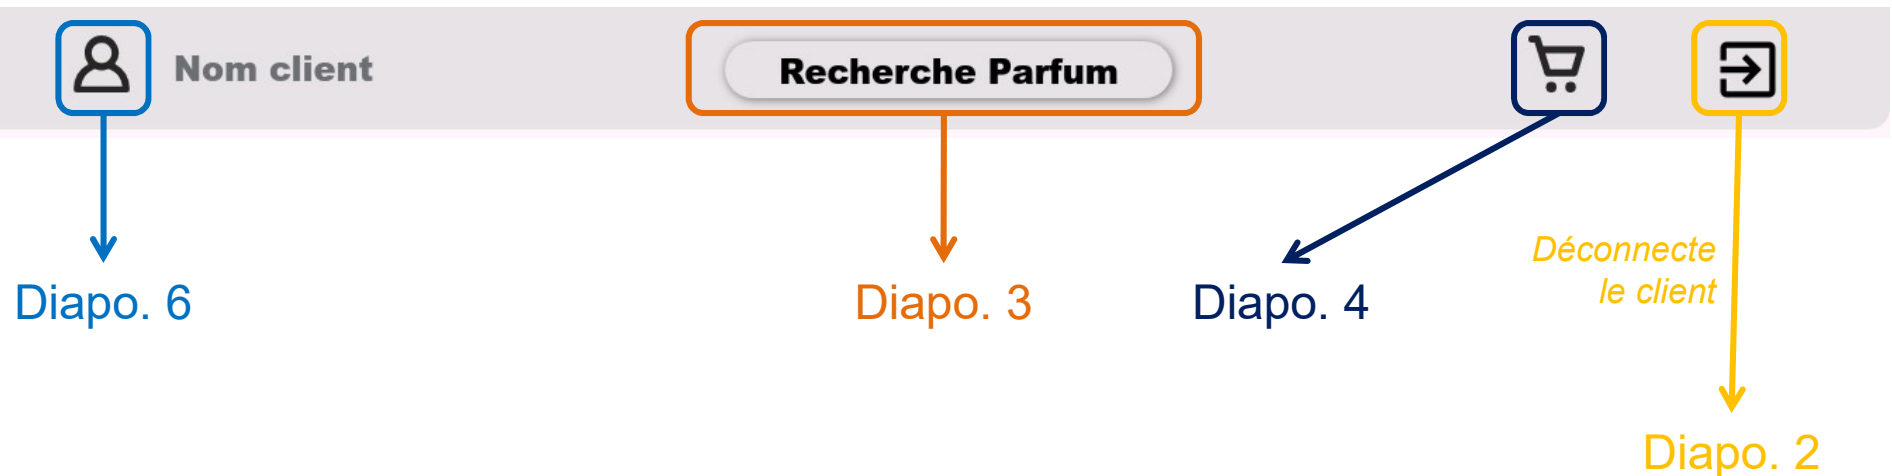 Nom client
Recherche Parfum
Déconnecte
le client
Diapo. 6
Diapo. 3
Diapo. 4
Diapo. 2